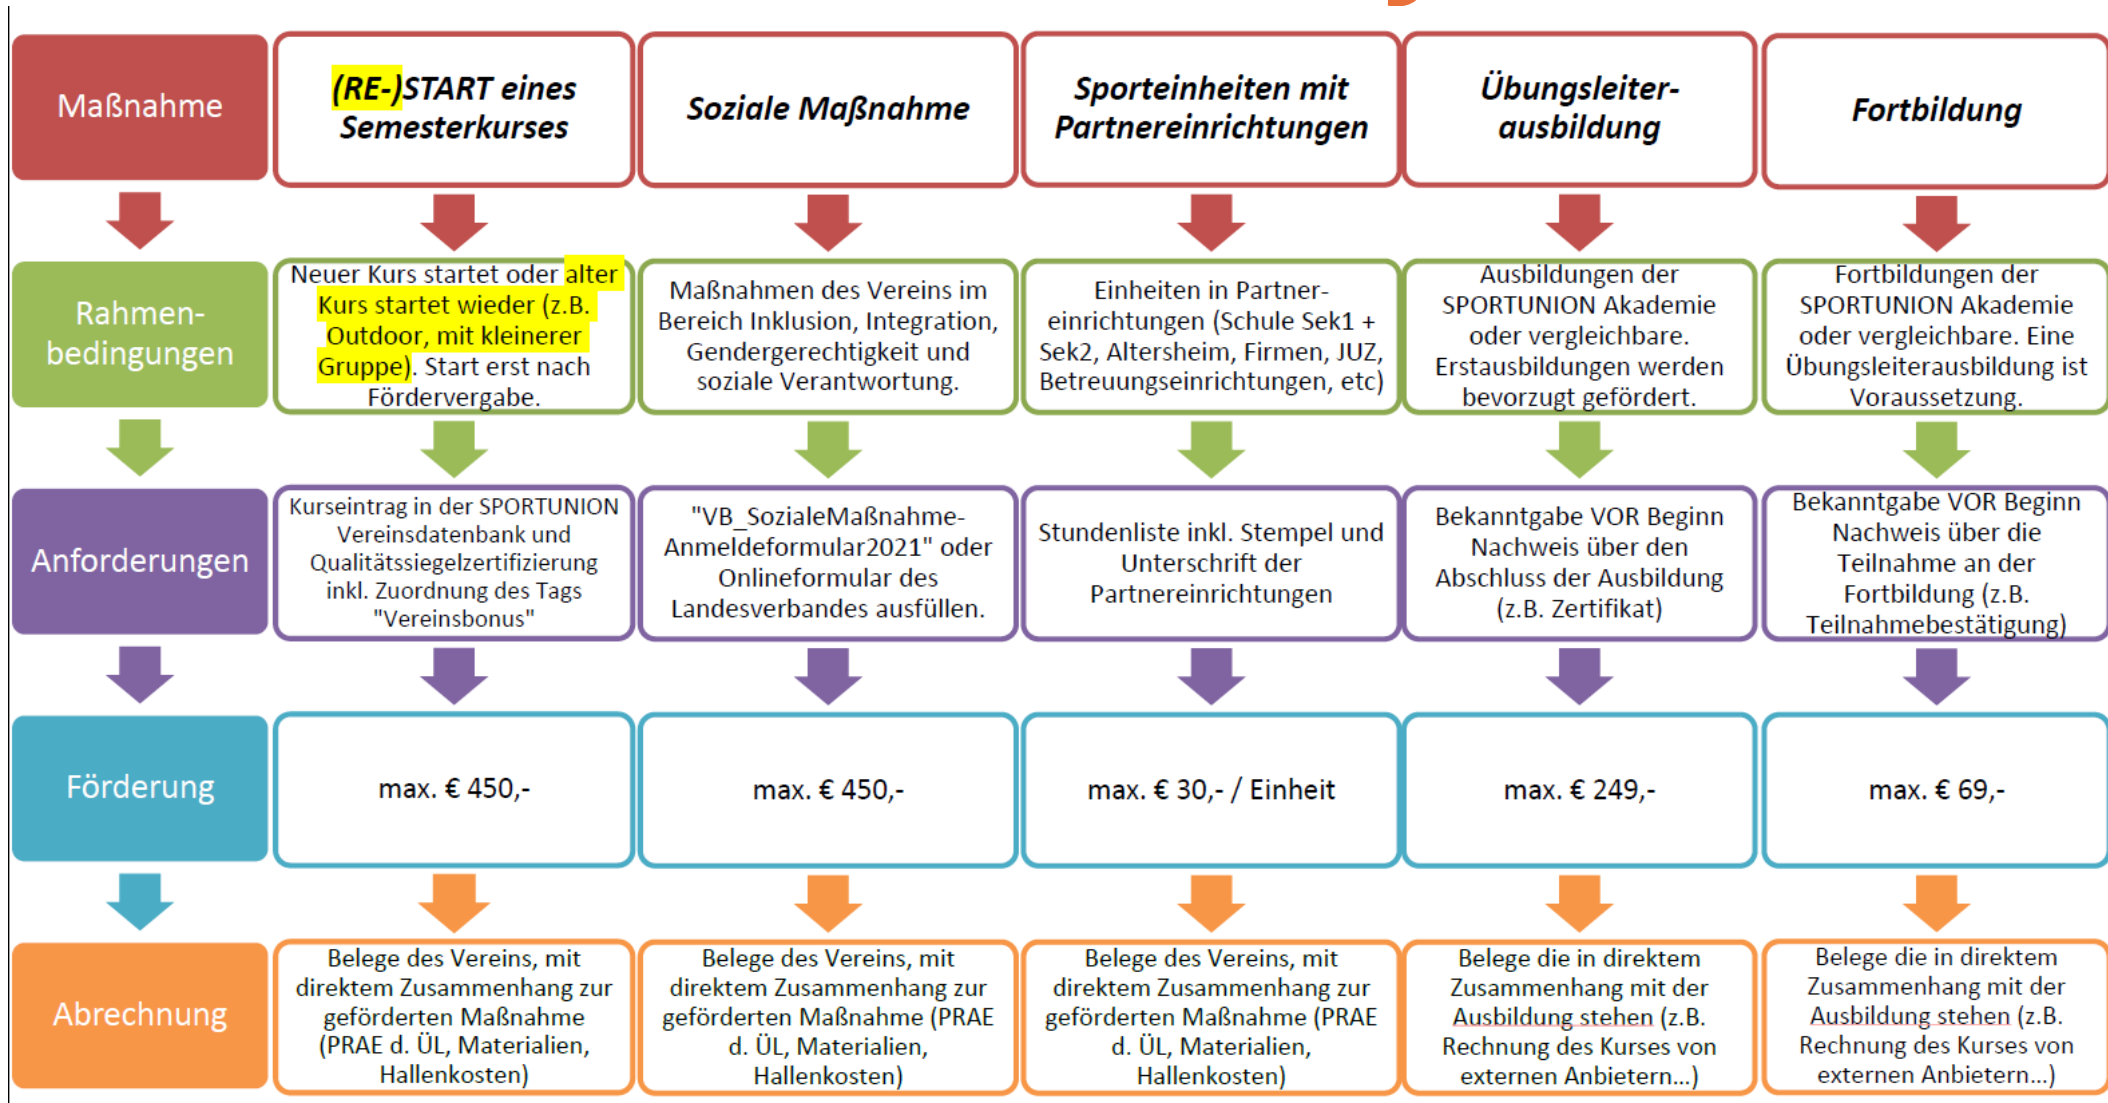 Maßnahme
(RE-)START eines
Semesterkurses
Soziale Maßnahme
Sporteinheiten mit
Partnereinrichtungen
Übungsleiter-
ausbildung
Fortbildung
Rahmen-
bedingungen
Neuer Kurs startet oder alter
Kurs startet wieder (z.B.
Outdoor, mit kleinerer
Gruppe). Start erst nach
Fördervergabe.
Maßnahmen des Vereins im
Bereich Inklusion, Integration,
Gendergerechtigkeit und
soziale Verantwortung.
Einheiten in Partner-
einrichtungen (Schule Sek1 +
Sek2, Altersheim, Firmen, JUZ,
Betreuungseinrichtungen, etc)
Ausbildungen der
SPORTUNION Akademie
oder vergleichbare.
Erstausbildungen werden
bevorzugt gefördert.
Fortbildungen der
SPORTUNION Akademie
oder vergleichbare. Eine
Übungsleiterausbildung ist
Voraussetzung.
Anforderungen
Kurseintrag in der SPORTUNION
Vereinsdatenbank und
Qualitätssiegelzertifizierung
inkl. Zuordnung des Tags
"Vereinsbonus"
"VB_SozialeMaßnahme-
Anmeldeformular2021" oder
Onlineformular des
Landesverbandes ausfüllen.
Stundenliste inkl. Stempel und
Unterschrift der
Partnereinrichtungen
Bekanntgabe VOR Beginn
Nachweis über den
Abschluss der Ausbildung
(z.B. Zertifikat)
Bekanntgabe VOR Beginn
Nachweis über die
Teilnahme an der
Fortbildung (z.B.
Teilnahmebestätigung)
Förderung
max. € 450,-
max. € 450,-
max. € 30,- / Einheit
max. € 249,-
max. € 69,-
Abrechnung
Belege des Vereins, mit
direktem Zusammenhang zur
geförderten Maßnahme
(PRAE d. ÜL, Materialien,
Hallenkosten)
Belege des Vereins, mit
direktem Zusammenhang zur
geförderten Maßnahme (PRAE
d. ÜL, Materialien,
Hallenkosten)
Belege des Vereins, mit
direktem Zusammenhang zur
geförderten Maßnahme (PRAE
d. ÜL, Materialien,
Hallenkosten)
Belege die in direktem
Zusammenhang mit der
Ausbildung stehen (z.B.
Rechnung des Kurses von
externen Anbietern...)
Belege die in direktem
Zusammenhang mit der
Ausbildung stehen (z.B.
Rechnung des Kurses von
externen Anbietern...)